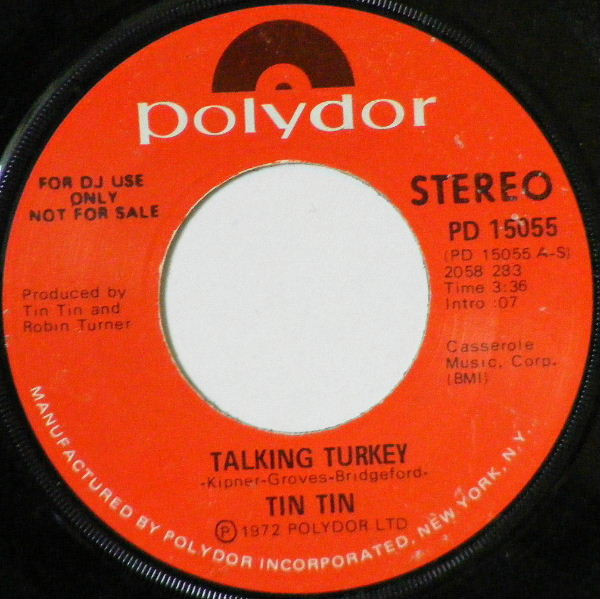 polydor
FOR DJ USE
ONLY
NOT FOR SALE
STEREO
PD 15055
(PD 15055 A-S)
2058 283
Time 3:36
Intro :07
Produced by
Tin Tin and
Robin Turner
Casserole
Music, Corp.
(BMI)
TALKING TURKEY
-Kipner-Groves-Bridgeford-
TIN TIN
Ⓟ 1972 POLYDOR LTD
MANUFACTURED BY POLYDOR INCORPORATED, NEW YORK, N.Y.